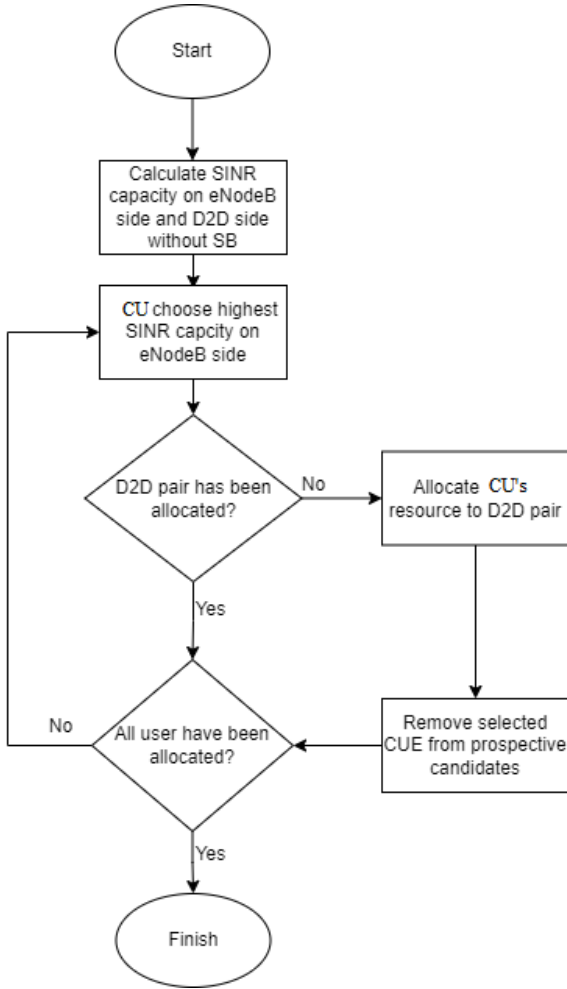 Start
Calculate SINR
capacity on eNodeB
side and D2D side
without SB
CU choose highest
SINR capcity on
eNodeB side
D2D pair has been
allocated?
No
Allocate CU's
resource to D2D pair
Yes
Remove selected
CUE from prospective
candidates
All user have been
allocated?
No
Yes
Finish